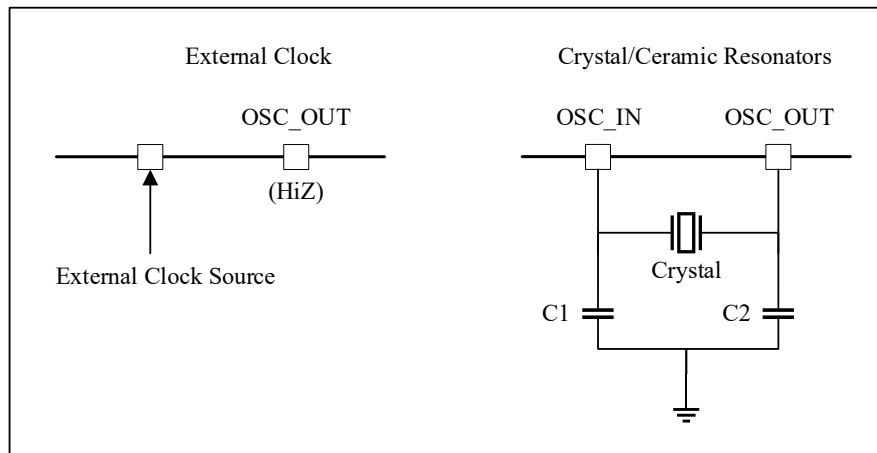 External Clock
OSC_OUT
(HiZ)
External Clock Source
Crystal/Ceramic Resonators
OSC_IN OSC_OUT
Crystal
C1 C2